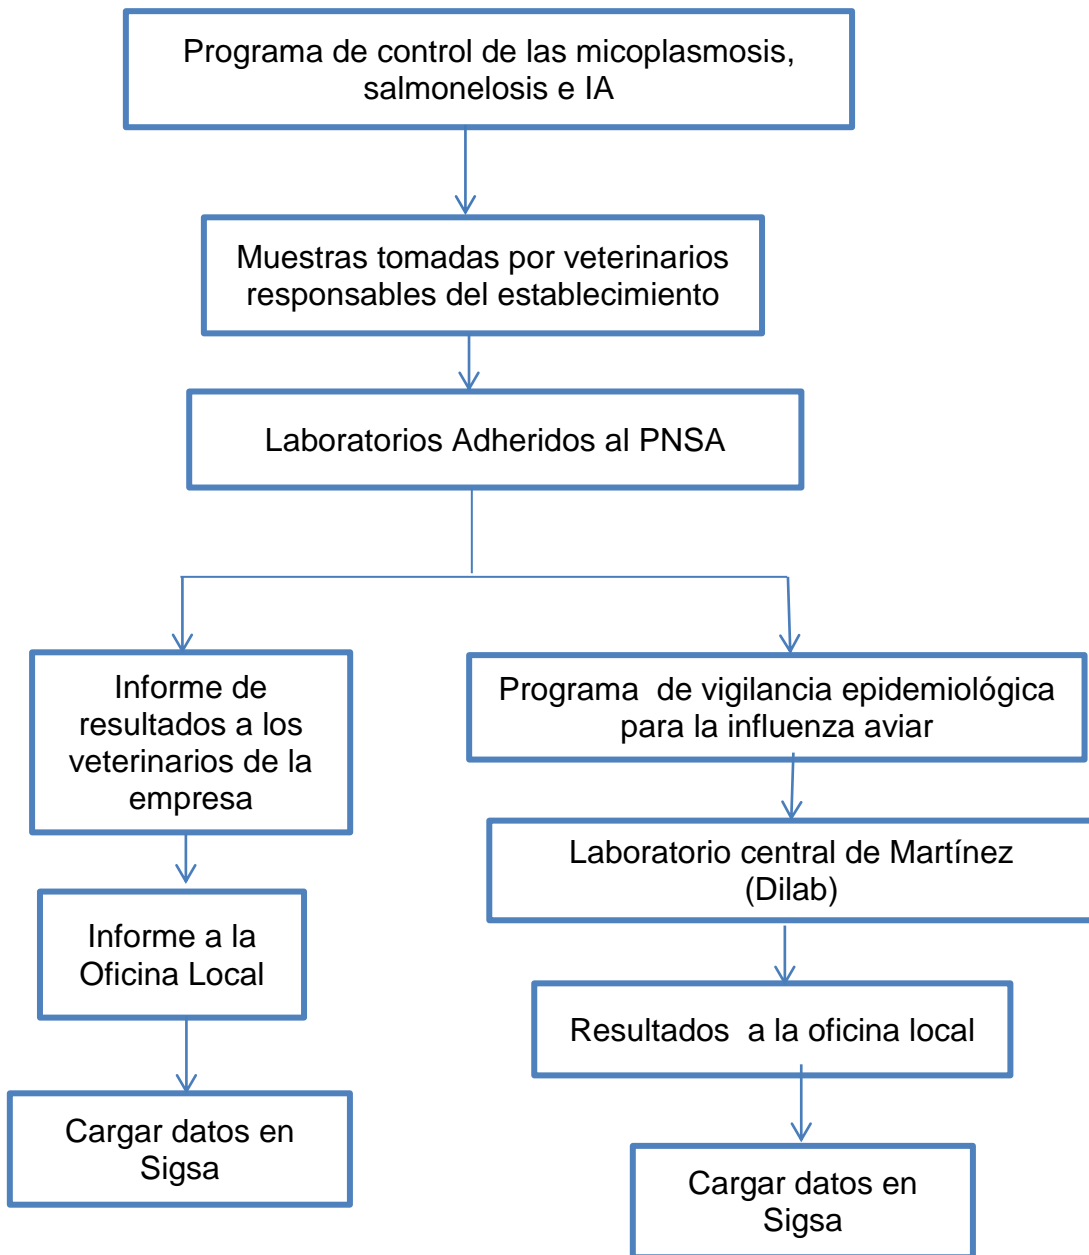 Programa de control de las micoplasmosis,
salmonelosis e IA
Muestras tomadas por veterinarios
responsables del establecimiento
Laboratorios Adheridos al PNSA
Informe de
resultados a los
veterinarios de la
empresa
Informe a la
Oficina Local
Cargar datos en
Sigsa
Programa de vigilancia epidemiológica
para la influenza aviar
Laboratorio central de Martínez
(Dilab)
Resultados a la oficina local
Cargar datos en
Sigsa